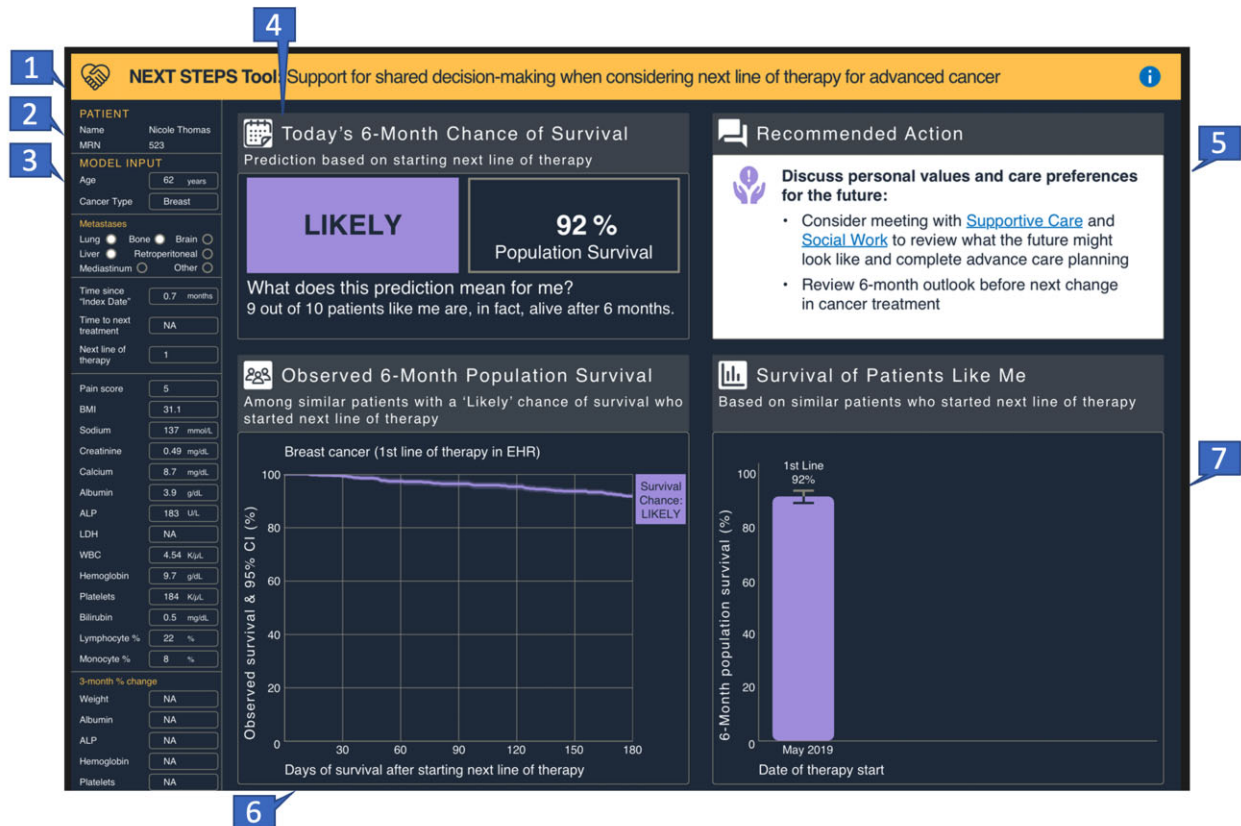 4
1
NEXT STEPS Tool: Support for shared decision-making when considering next line of therapy for advanced cancer
i
2
PATIENT
Name Nicole Thomas
MRN 523
3
MODEL INPUT
Age 62 years
Cancer Type Breast
Metastases
Lung Bone Brain
Liver Retroperitoneal
Mediastinum Other
Time since
"Index Date" 0.7 months
Time to next
treatment NA
Next line of
therapy 1
Pain score 5
BMI 31.1
Sodium 137 mmol/L
Creatinine 0.49 mg/dL
Calcium 8.7 mg/dL
Albumin 3.9 g/dL
ALP 183 U/L
LDH NA
WBC 4.54 K/µL
Hemoglobin 9.7 g/dL
Platelets 184 K/µL
Bilirubin 0.5 mg/dL
Lymphocyte % 22 %
Monocyte % 8 %
3-month % change
Weight NA
Albumin NA
ALP NA
Hemoglobin NA
Platelets NA
Today's 6-Month Chance of Survival
Prediction based on starting next line of therapy
LIKELY
92 %
Population Survival
What does this prediction mean for me?
9 out of 10 patients like me are, in fact, alive after 6 months.
5
Recommended Action
Discuss personal values and care preferences
for the future:
• Consider meeting with Supportive Care and
Social Work to review what the future might
look like and complete advance care planning
• Review 6-month outlook before next change
in cancer treatment
Observed 6-Month Population Survival
Among similar patients with a 'Likely' chance of survival who
started next line of therapy
Breast cancer (1st line of therapy in EHR)
Observed survival & 95% CI (%)
100
80
60
40
20
0
30 60 90 120 150 180
Survival
Chance:
LIKELY
Days of survival after starting next line of therapy
6
Survival of Patients Like Me
Based on similar patients who started next line of therapy
7
6-Month population survival (%)
100
80
60
40
20
0
1st Line
92%
May 2019
Date of therapy start